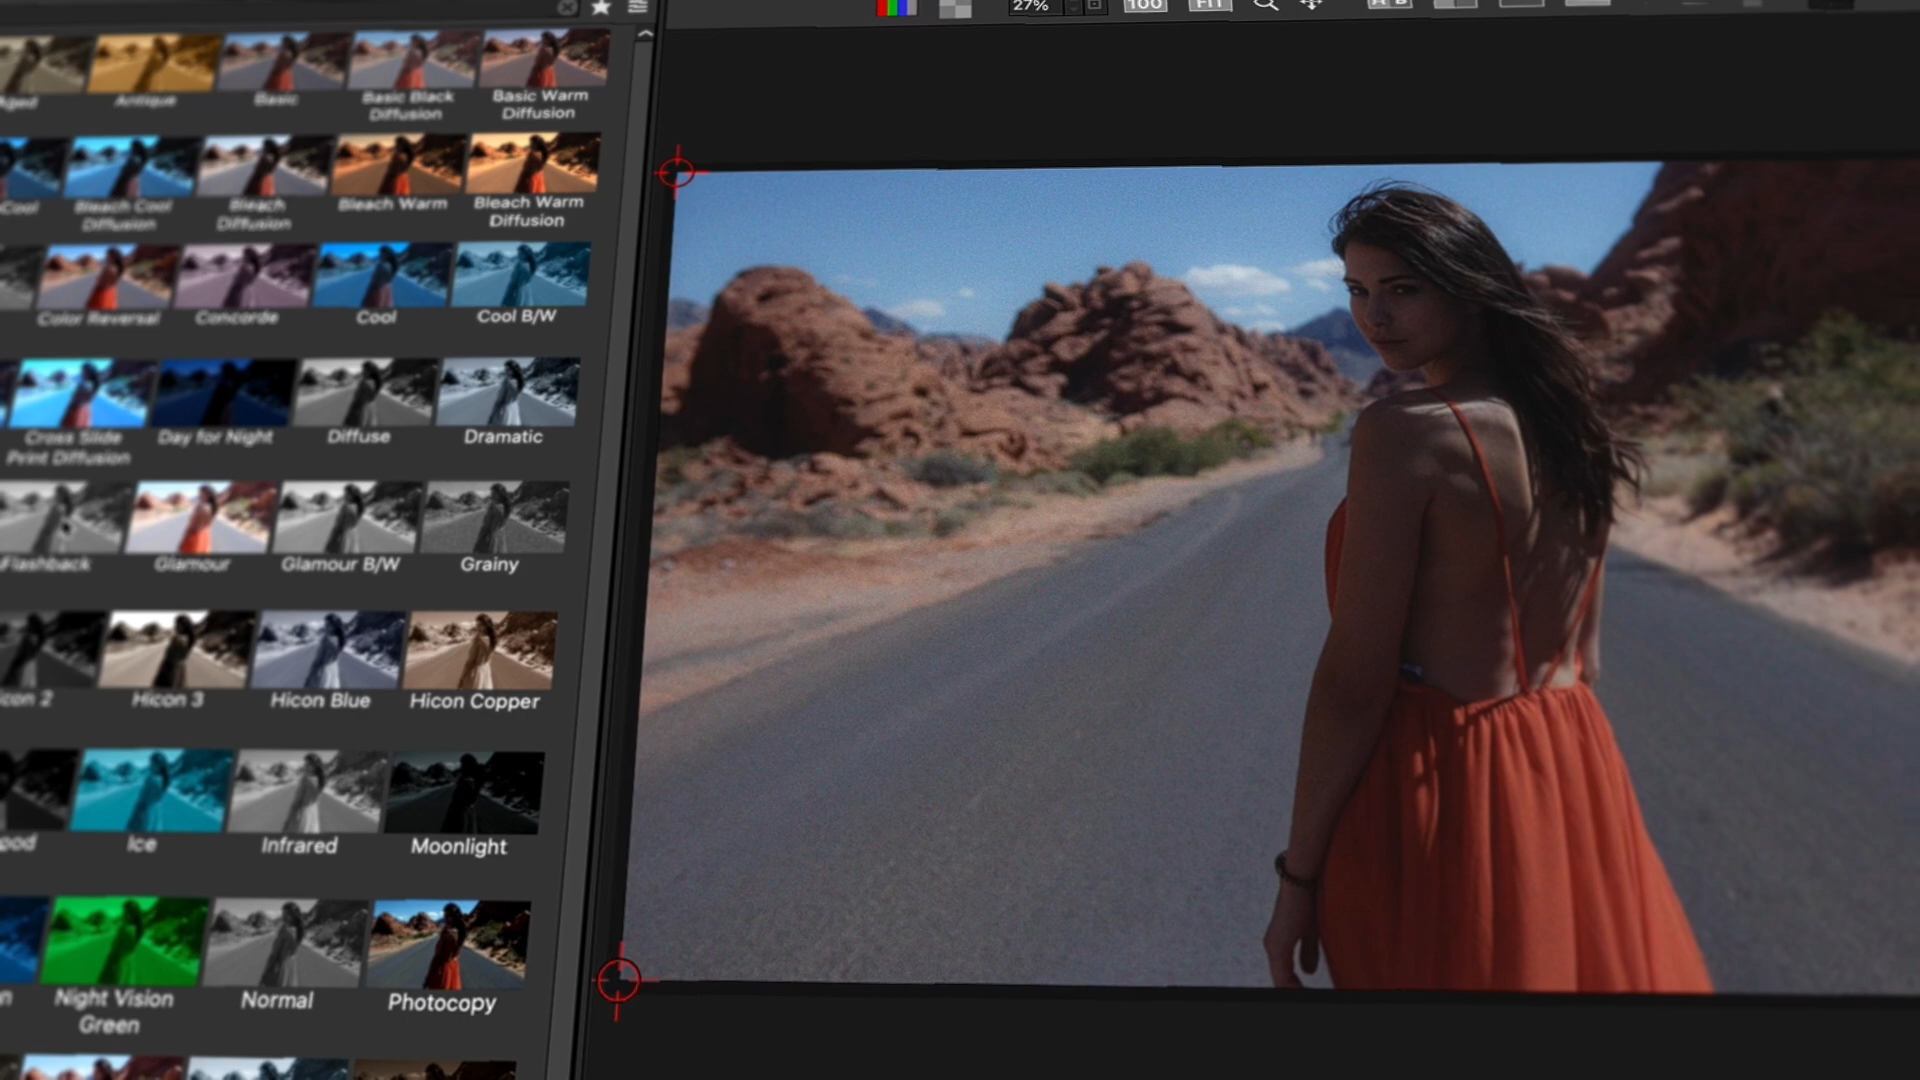 27%
100
FIT
A B
Aged
Antique
Basic
Basic Black
Diffusion
Basic Warm
Diffusion
Cool
Bleach Cool
Diffusion
Bleach
Diffusion
Bleach Warm
Bleach Warm
Diffusion
Color Reversal
Concorde
Cool
Cool B/W
Cross Slide
Print Diffusion
Day for Night
Diffuse
Dramatic
Flashback
Glamour
Glamour B/W
Grainy
con 2
Hicon 3
Hicon Blue
Hicon Copper
ood
Ice
Infrared
Moonlight
n
Night Vision
Green
Normal
Photocopy